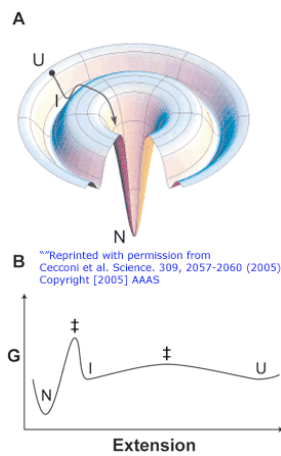 A
U
I
N
B
“”Reprinted with permission from
Cecconi et al. Science. 309, 2057-2060 (2005)
Copyright [2005] AAAS
‡
‡
G
I
U
N
Extension